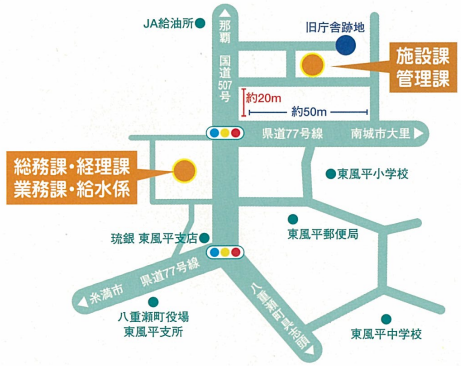 JA給油所
旧庁舎跡地
那覇 国道507号
施設課
管理課
約20m
約50m
県道77号線 南城市大里
総務課・経理課
業務課・給水係
東風平小学校
東風平郵便局
琉銀 東風平支店
糸満市 県道77号線
八重瀬町具志頭
八重瀬町役場
東風平支所
東風平中学校